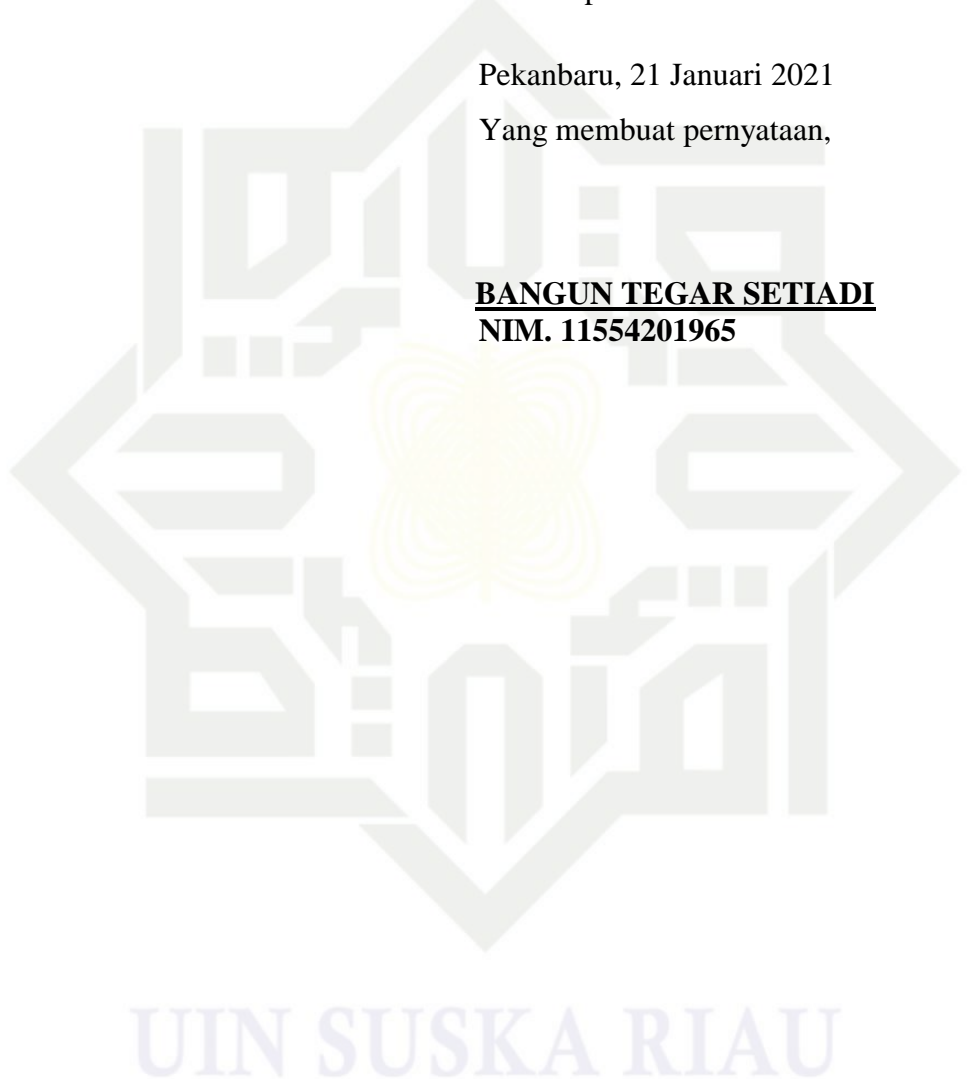 Pekanbaru, 21 Januari 2021
Yang membuat pernyataan,
BANGUN TEGAR SETIADI
NIM. 11554201965
UIN SUSKA RIAU